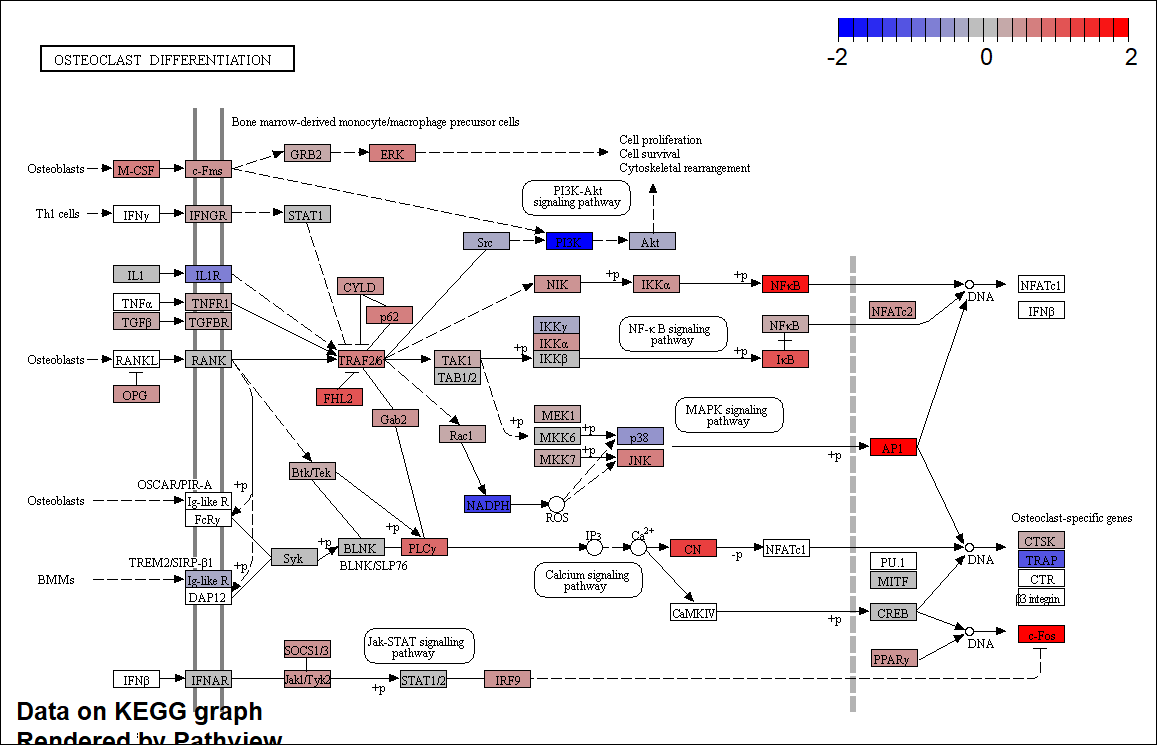 -2 0 2
OSTEOCLAST DIFFERENTIATION
Bone marrow-derived monocyte/macrophage precursor cells
Osteoblasts M-CSF c-Fms GRB2 ERK
Cell proliferation
Cell survival
Cytoskeletal rearrangement
PI3K-Akt
signaling pathway
Th1 cells IFNγ IFNGR STAT1
Src PI3K Akt
IL1 IL1R
CYLD NIK +p IKKα +p NFκB NFATc1
DNA
TNFα TNFR1
p62 NFATc2 IFNβ
TGFβ TGFBR
IKKγ NF-κ B signaling
pathway NFκB
IKKα
Osteoblasts RANKL RANK TRAF2/6 TAK1 +p IKKβ +p IκB
TAB1/2
OPG FHL2
Gab2 MEK1 MAPK signaling
pathway
+p
Rac1 MKK6 +p p38
+p AP1
MKK7 +p JNK
Btk/Tek
OSCAR/PIR-A +p
Osteoblasts Ig-like R NADPH
ROS
FcRγ
Osteoclast-specific genes
+p IP3 Ca2+
+p BLNK PLCγ CN -p NFATc1 DNA CTSK
Syk
TREM2/SIRP-β1 +p BLNK/SLP76 PU.1 TRAP
BMMs Ig-like R Calcium signaling
pathway MITF CTR
DAP12 β3 integrin
CaMKIV +p CREB
Jak-STAT signalling
pathway DNA c-Fos
SOCS1/3 PPARγ
IFNβ IFNAR Jak1/Tyk2 +p STAT1/2 IRF9
Data on KEGG graph
Rendered by Pathview